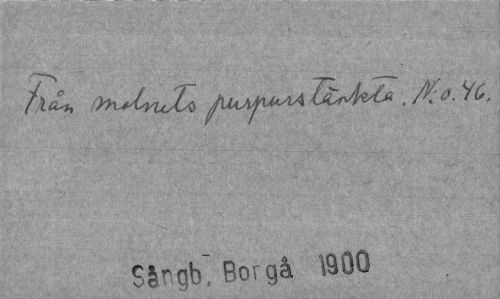 Från molnets purpurstänkta. N:o. 46.
Sångb., Borgå 1900